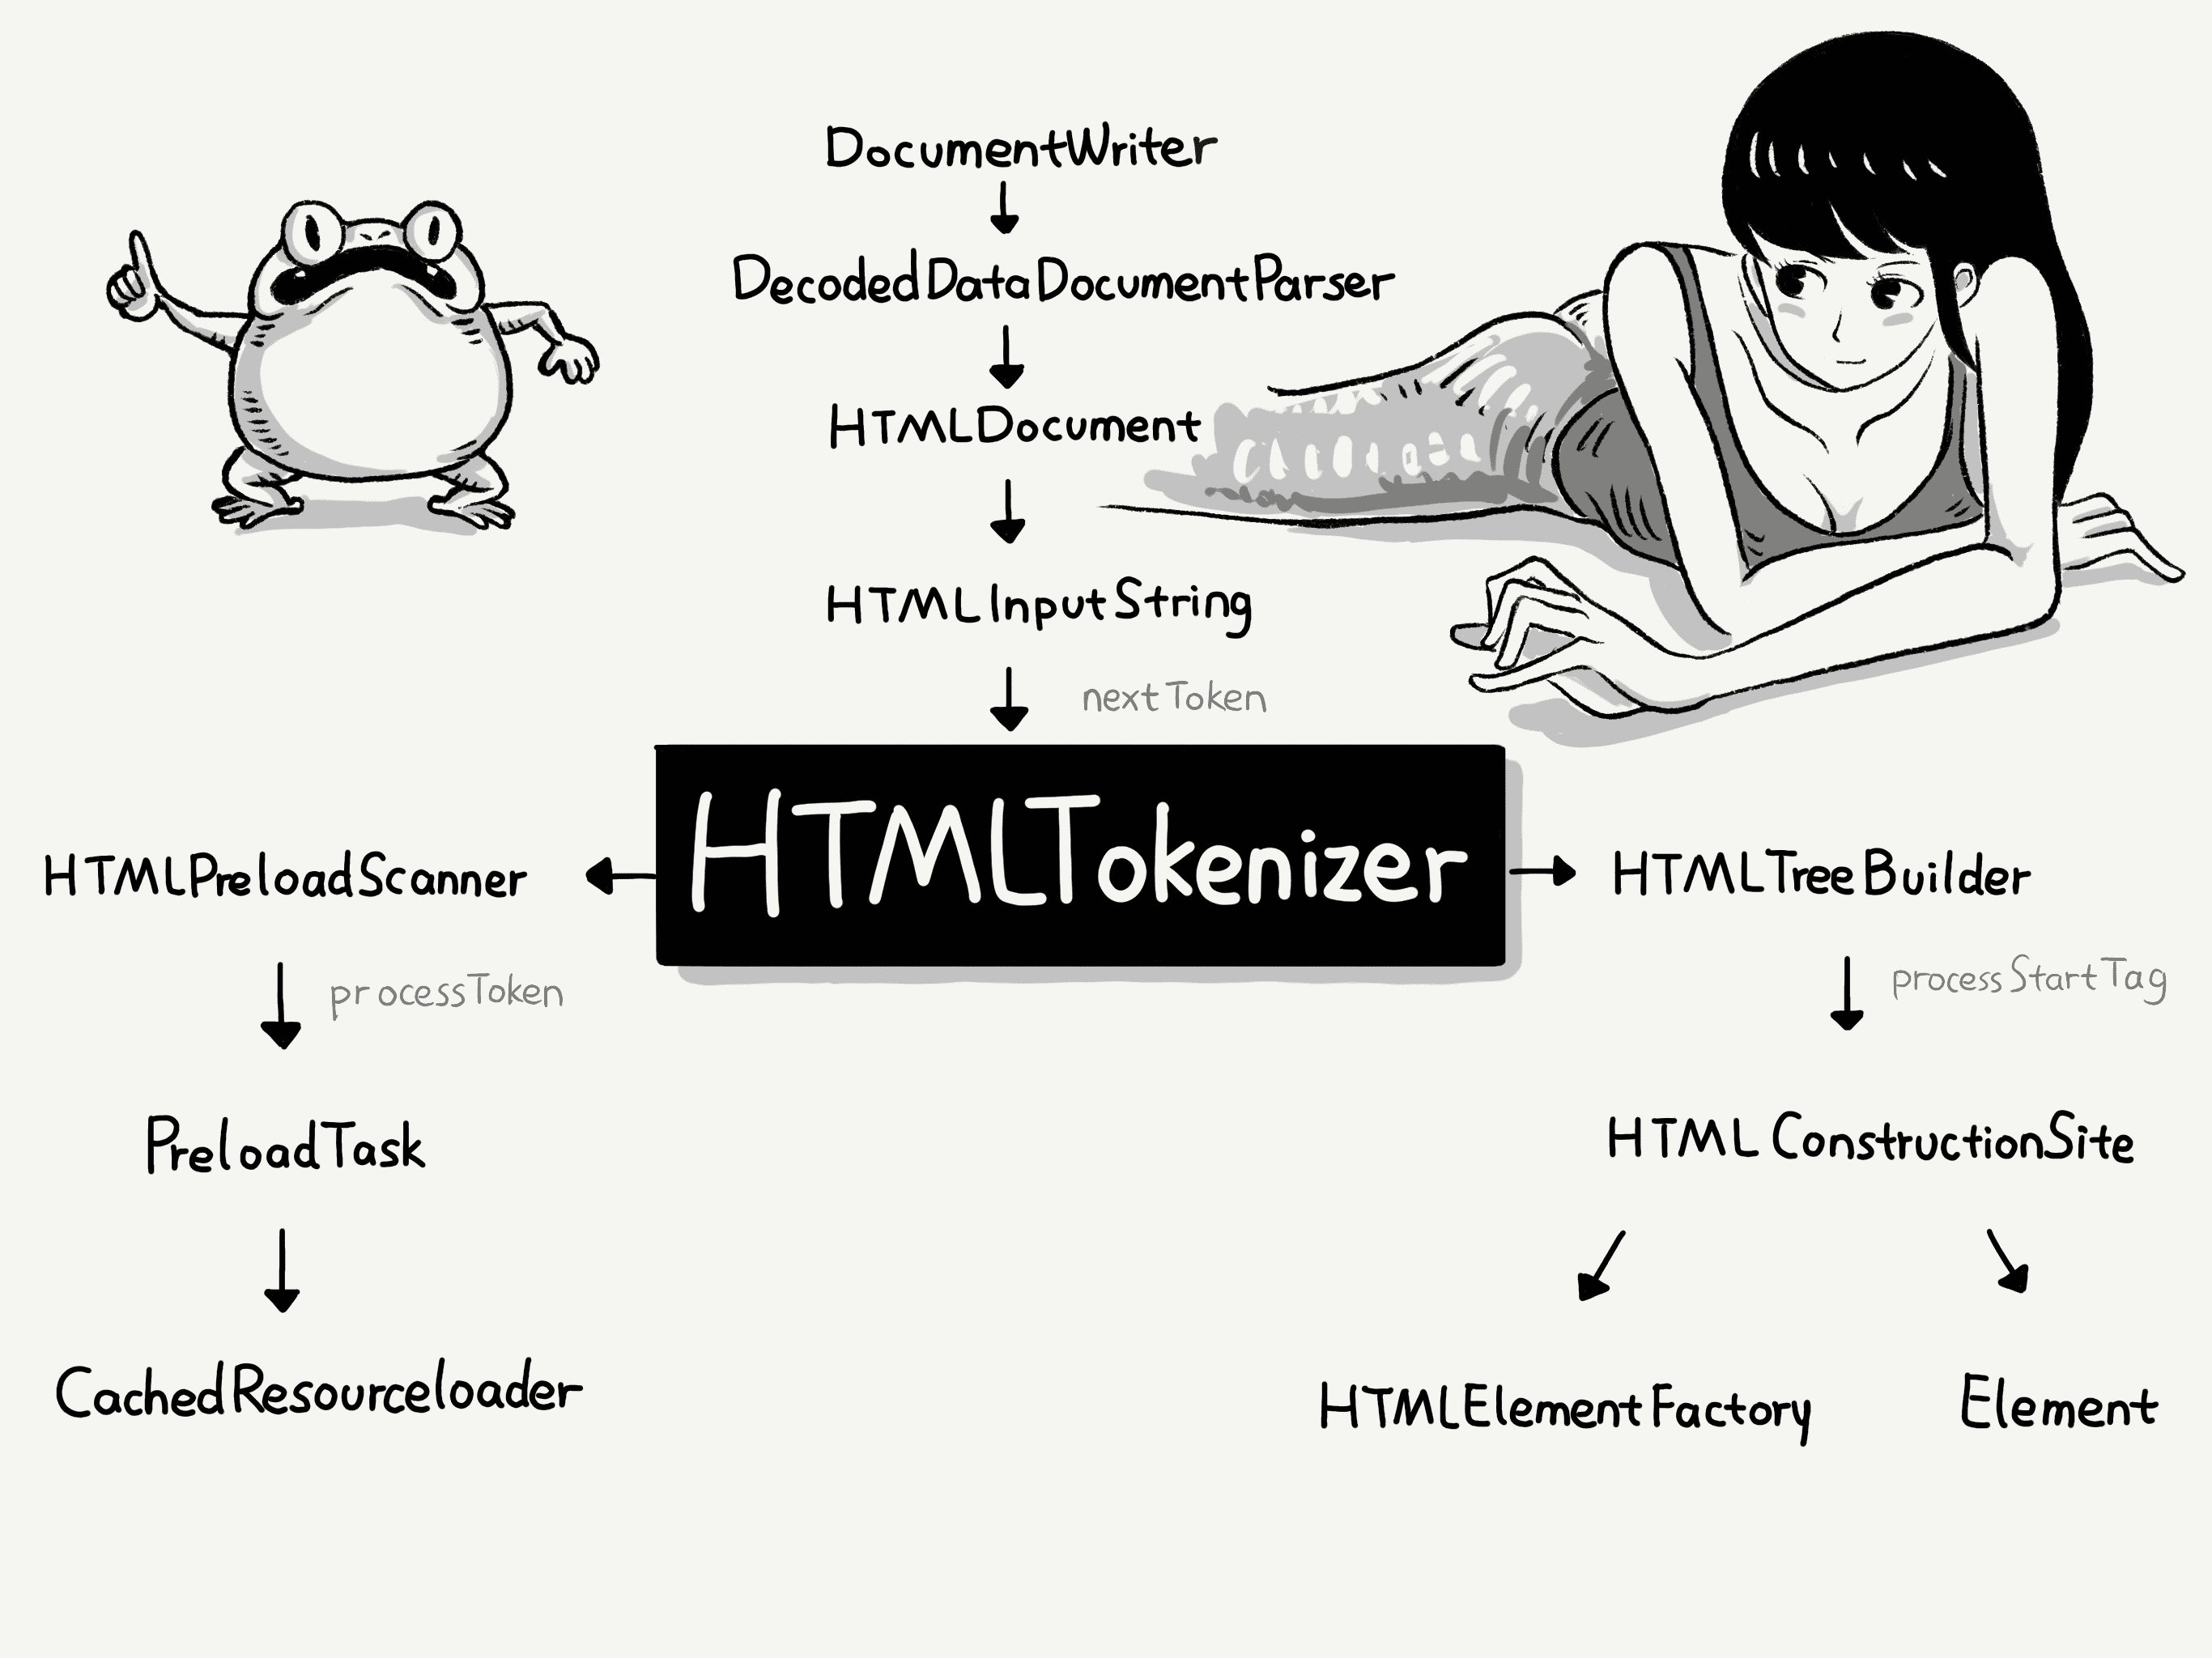 DocumentWriter
DecodedDataDocumentParser
HTMLDocument
HTMLInputString
nextToken
HTMLTokenizer
HTMLPreloadScanner
HTMLTreeBuilder
processToken
processStartTag
PreloadTask
HTMLConstructionSite
CachedResourceloader
HTMLElementFactory
Element